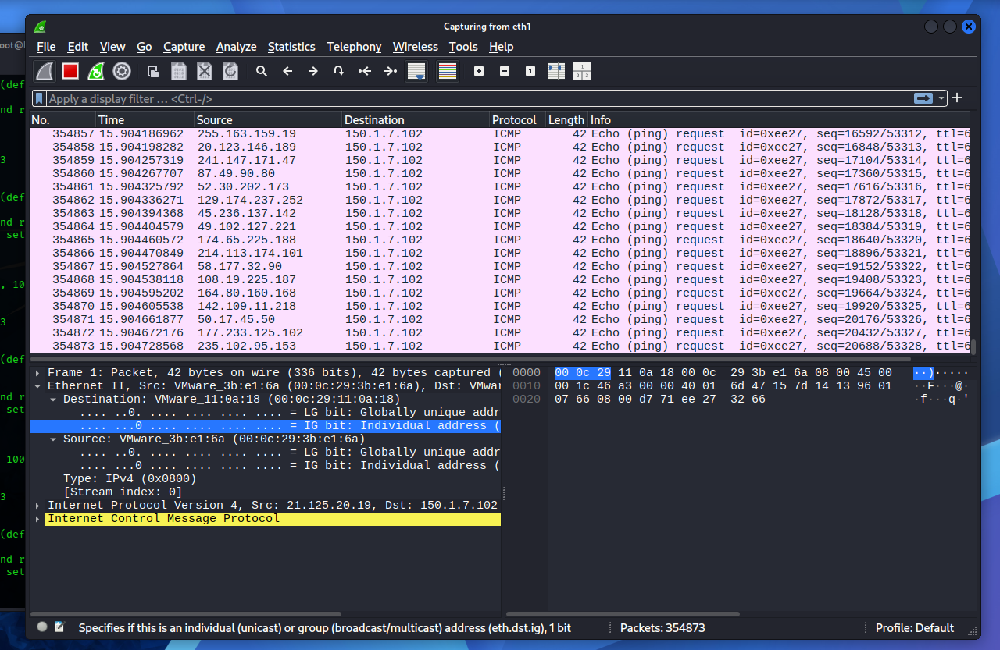 Capturing from eth1
oot@
File Edit View Go Capture Analyze Statistics Telephony Wireless Tools Help
Apply a display filter … <Ctrl-/>
No. Time Source Destination Protocol Length Info
354857 15.904186962 255.163.159.19 150.1.7.102 ICMP 42 Echo (ping) request id=0xee27, seq=16592/53312, ttl=6
354858 15.904198282 20.123.146.189 150.1.7.102 ICMP 42 Echo (ping) request id=0xee27, seq=16848/53313, ttl=6
354859 15.904257319 241.147.171.47 150.1.7.102 ICMP 42 Echo (ping) request id=0xee27, seq=17104/53314, ttl=6
354860 15.904267707 87.49.90.80 150.1.7.102 ICMP 42 Echo (ping) request id=0xee27, seq=17360/53315, ttl=6
354861 15.904325792 52.30.202.173 150.1.7.102 ICMP 42 Echo (ping) request id=0xee27, seq=17616/53316, ttl=6
354862 15.904336271 129.174.237.252 150.1.7.102 ICMP 42 Echo (ping) request id=0xee27, seq=17872/53317, ttl=6
354863 15.904394368 45.236.137.142 150.1.7.102 ICMP 42 Echo (ping) request id=0xee27, seq=18128/53318, ttl=6
354864 15.904404579 49.102.127.221 150.1.7.102 ICMP 42 Echo (ping) request id=0xee27, seq=18384/53319, ttl=6
354865 15.904460572 174.65.225.188 150.1.7.102 ICMP 42 Echo (ping) request id=0xee27, seq=18640/53320, ttl=6
354866 15.904470849 214.113.174.101 150.1.7.102 ICMP 42 Echo (ping) request id=0xee27, seq=18896/53321, ttl=6
354867 15.904527864 58.177.32.90 150.1.7.102 ICMP 42 Echo (ping) request id=0xee27, seq=19152/53322, ttl=6
354868 15.904538118 108.19.225.187 150.1.7.102 ICMP 42 Echo (ping) request id=0xee27, seq=19408/53323, ttl=6
354869 15.904595202 164.80.160.168 150.1.7.102 ICMP 42 Echo (ping) request id=0xee27, seq=19664/53324, ttl=6
354870 15.904605538 142.109.11.218 150.1.7.102 ICMP 42 Echo (ping) request id=0xee27, seq=19920/53325, ttl=6
354871 15.904661877 50.17.45.50 150.1.7.102 ICMP 42 Echo (ping) request id=0xee27, seq=20176/53326, ttl=6
354872 15.904672176 177.233.125.102 150.1.7.102 ICMP 42 Echo (ping) request id=0xee27, seq=20432/53327, ttl=6
354873 15.904728568 235.102.95.153 150.1.7.102 ICMP 42 Echo (ping) request id=0xee27, seq=20688/53328, ttl=6
Frame 1: Packet, 42 bytes on wire (336 bits), 42 bytes captured (
Ethernet II, Src: VMware_3b:e1:6a (00:0c:29:3b:e1:6a), Dst: VMwar
Destination: VMware_11:0a:18 (00:0c:29:11:0a:18)
.... ..0. .... .... .... .... = LG bit: Globally unique addr
.... ...0 .... .... .... .... = IG bit: Individual address (
Source: VMware_3b:e1:6a (00:0c:29:3b:e1:6a)
.... ..0. .... .... .... .... = LG bit: Globally unique addr
.... ...0 .... .... .... .... = IG bit: Individual address (
Type: IPv4 (0x0800)
[Stream index: 0]
Internet Protocol Version 4, Src: 21.125.20.19, Dst: 150.1.7.102
Internet Control Message Protocol
0000 00 0c 29 11 0a 18 00 0c 29 3b e1 6a 08 00 45 00 ··)·····
0010 00 1c 46 a3 00 00 40 01 6d 47 15 7d 14 13 96 01 ··F···@·
0020 07 66 08 00 d7 71 ee 27 32 66 ·f···q·'
Specifies if this is an individual (unicast) or group (broadcast/multicast) address (eth.dst.ig), 1 bit
Packets: 354873
Profile: Default
(def
nd r
3
(def
nd r
set
, 10
3
(def
nd r
set
100
3
(def
nd r
set